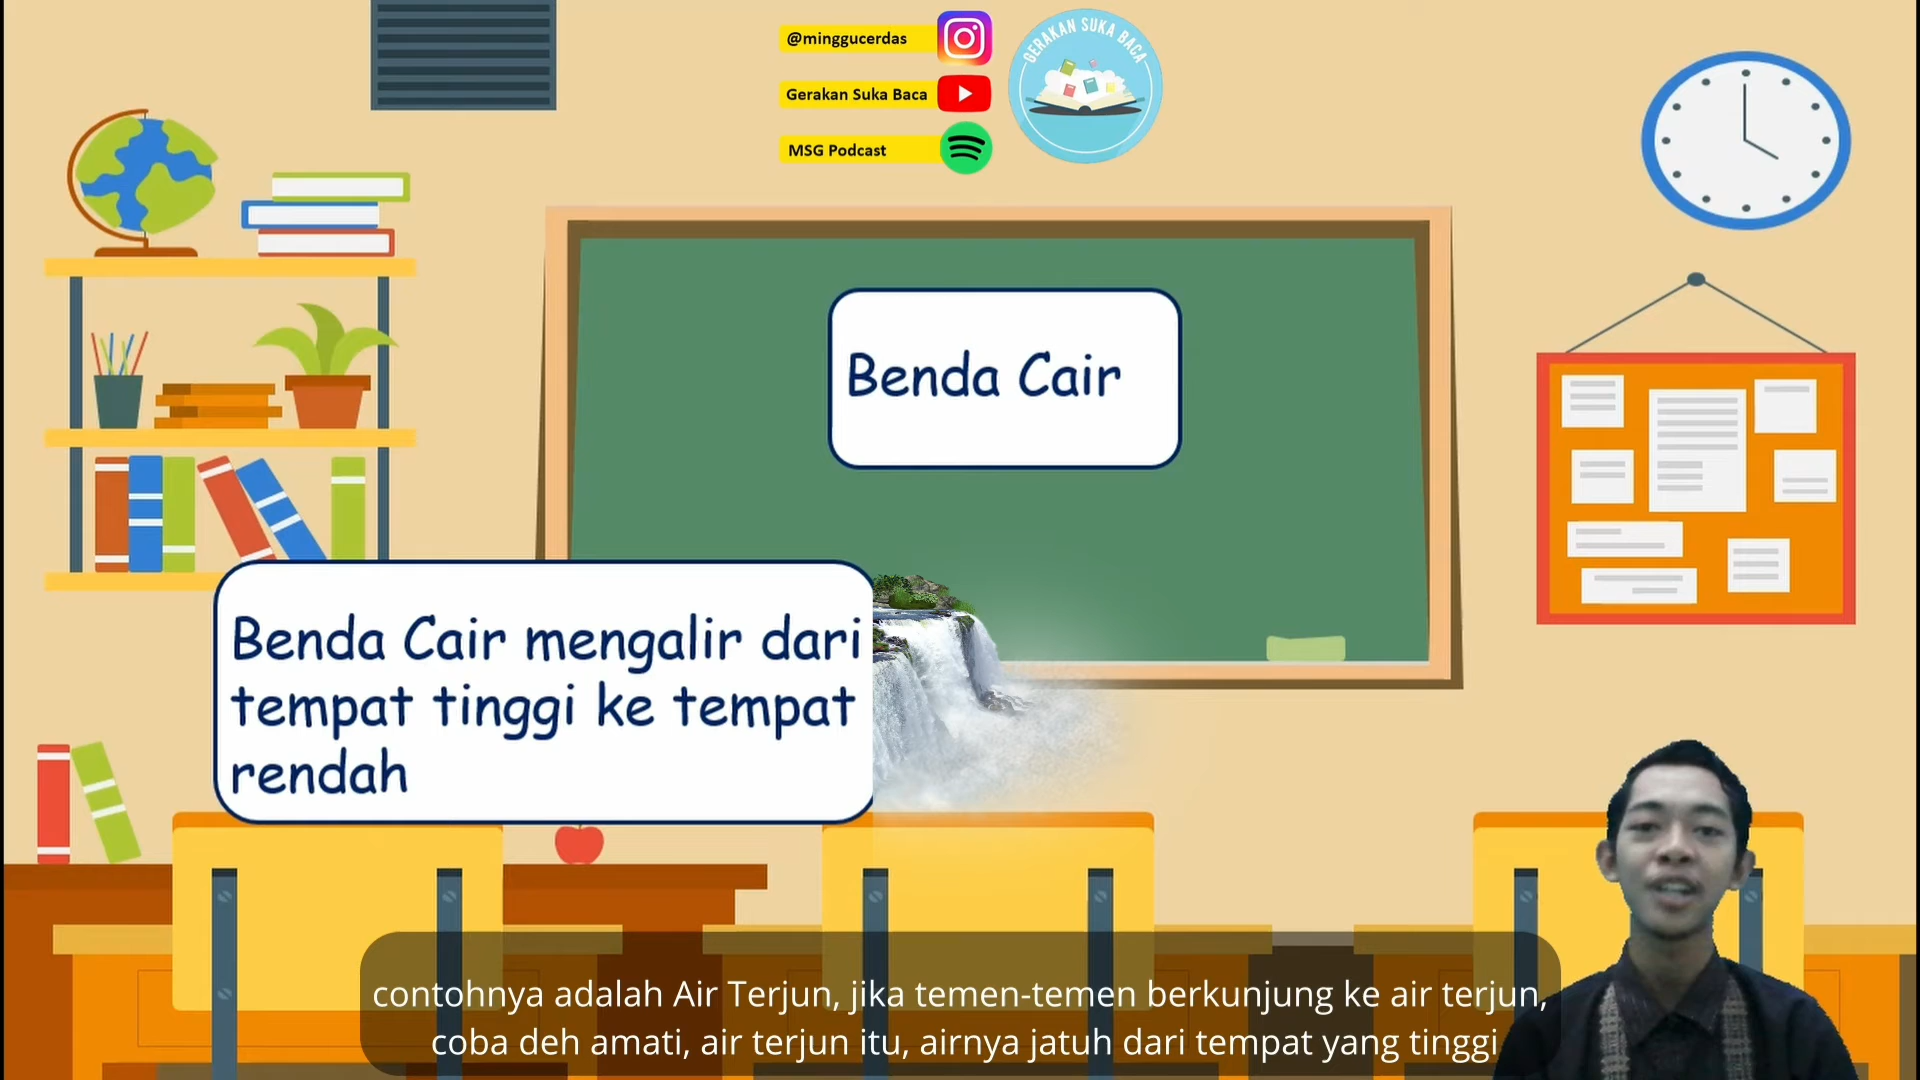 @minggucerdas
Gerakan Suka Baca
MSG Podcast
GERAKAN SUKA BACA
Benda Cair
Benda Cair mengalir dari
tempat tinggi ke tempat
rendah
contohnya adalah Air Terjun, jika temen-temen berkunjung ke air terjun,
coba deh amati, air terjun itu, airnya jatuh dari tempat yang tinggi